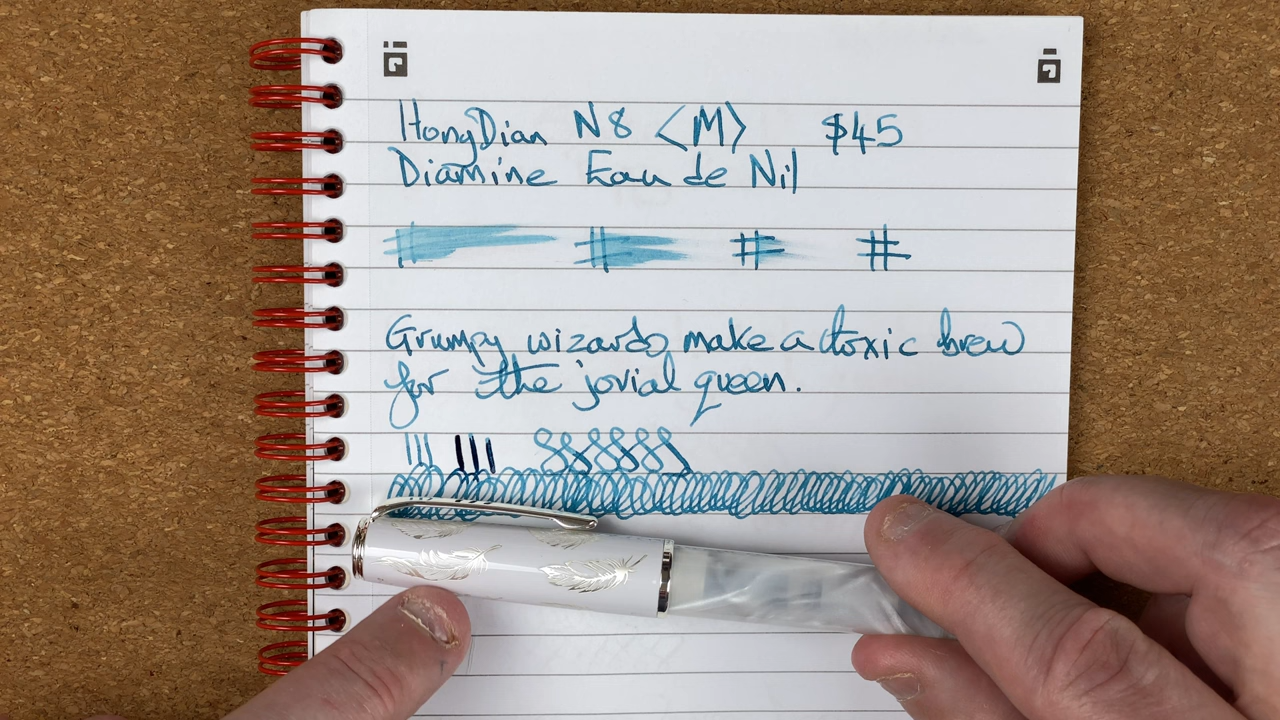 HongDian N8 <M> $45
Diamine Eau de Nil
Grumpy wizards make a toxic brew
for the jovial queen.